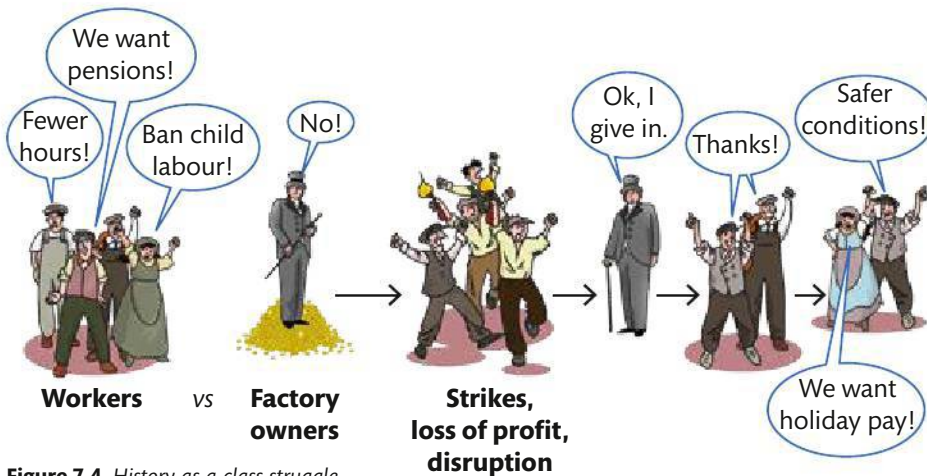 We want
pensions!
Fewer
hours!
Ban child
labour!
No!
Ok, I
give in.
Thanks!
Safer
conditions!
We want
holiday pay!
Workers vs Factory
owners
Strikes,
loss of profit,
disruption
Figure 7.4 History as a class struggle